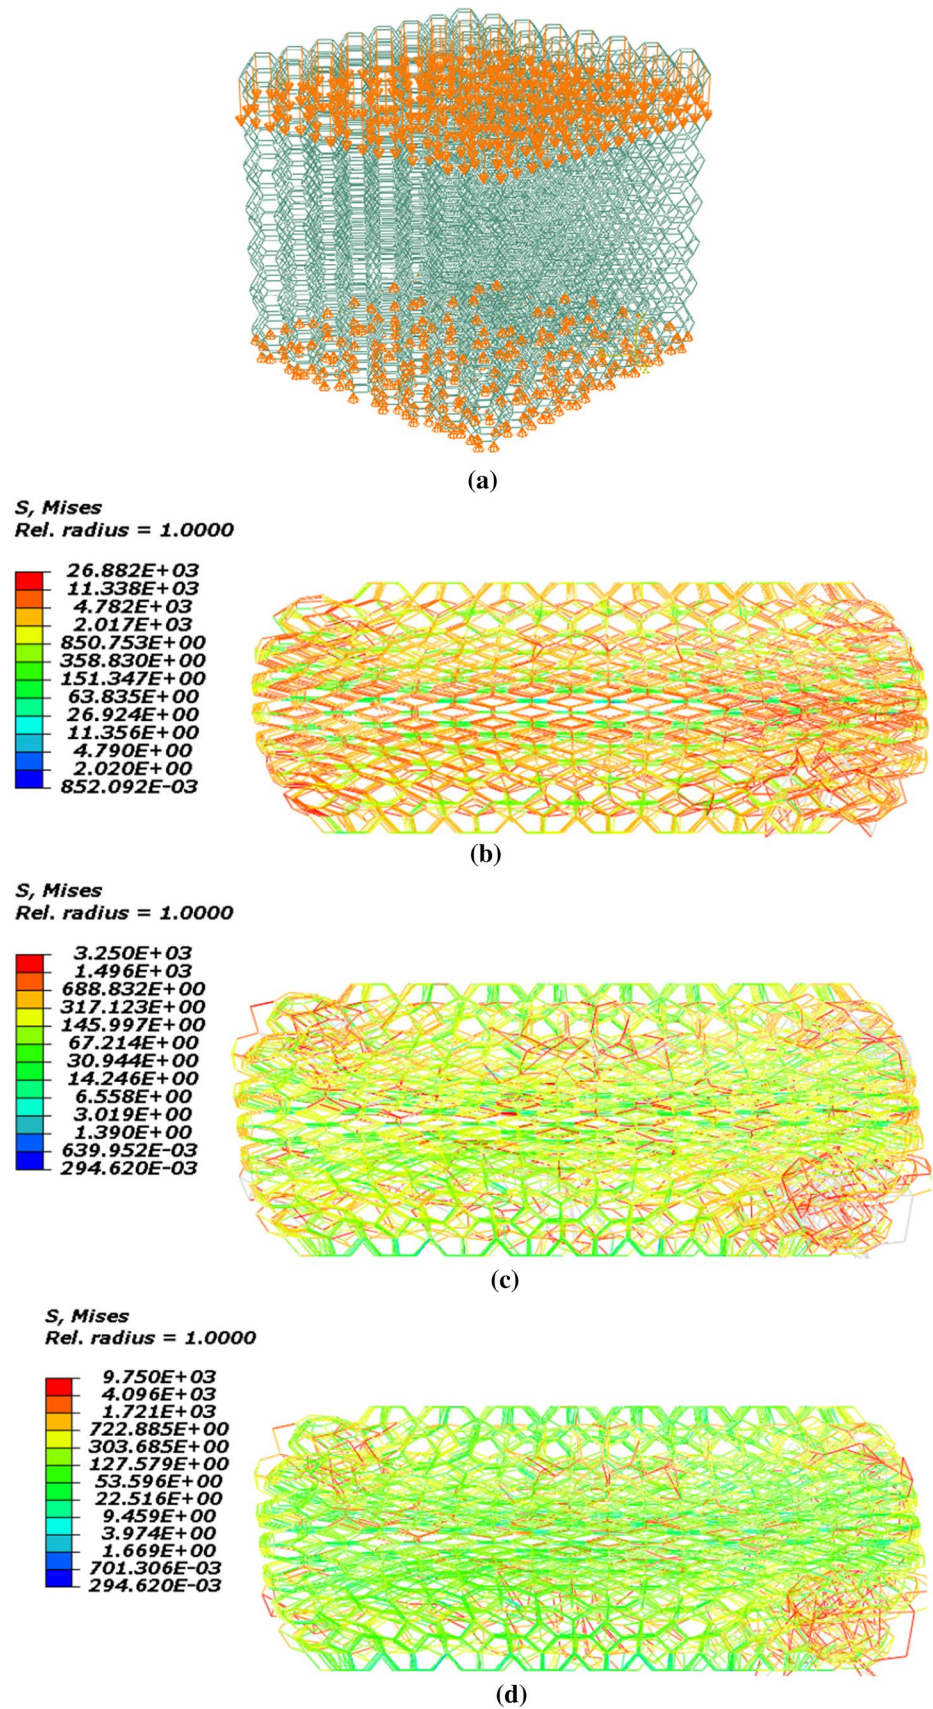 (a)
S, Mises
Rel. radius = 1.0000
26.882E+03
11.338E+03
4.782E+03
2.017E+03
850.753E+00
358.830E+00
151.347E+00
63.835E+00
26.924E+00
11.356E+00
4.790E+00
2.020E+00
852.092E-03
(b)
S, Mises
Rel. radius = 1.0000
3.250E+03
1.496E+03
688.832E+00
317.123E+00
145.997E+00
67.214E+00
30.944E+00
14.246E+00
6.558E+00
3.019E+00
1.390E+00
639.952E-03
294.620E-03
(c)
S, Mises
Rel. radius = 1.0000
9.750E+03
4.096E+03
1.721E+03
722.885E+00
303.685E+00
127.579E+00
53.596E+00
22.516E+00
9.459E+00
3.974E+00
1.669E+00
701.306E-03
294.620E-03
(d)